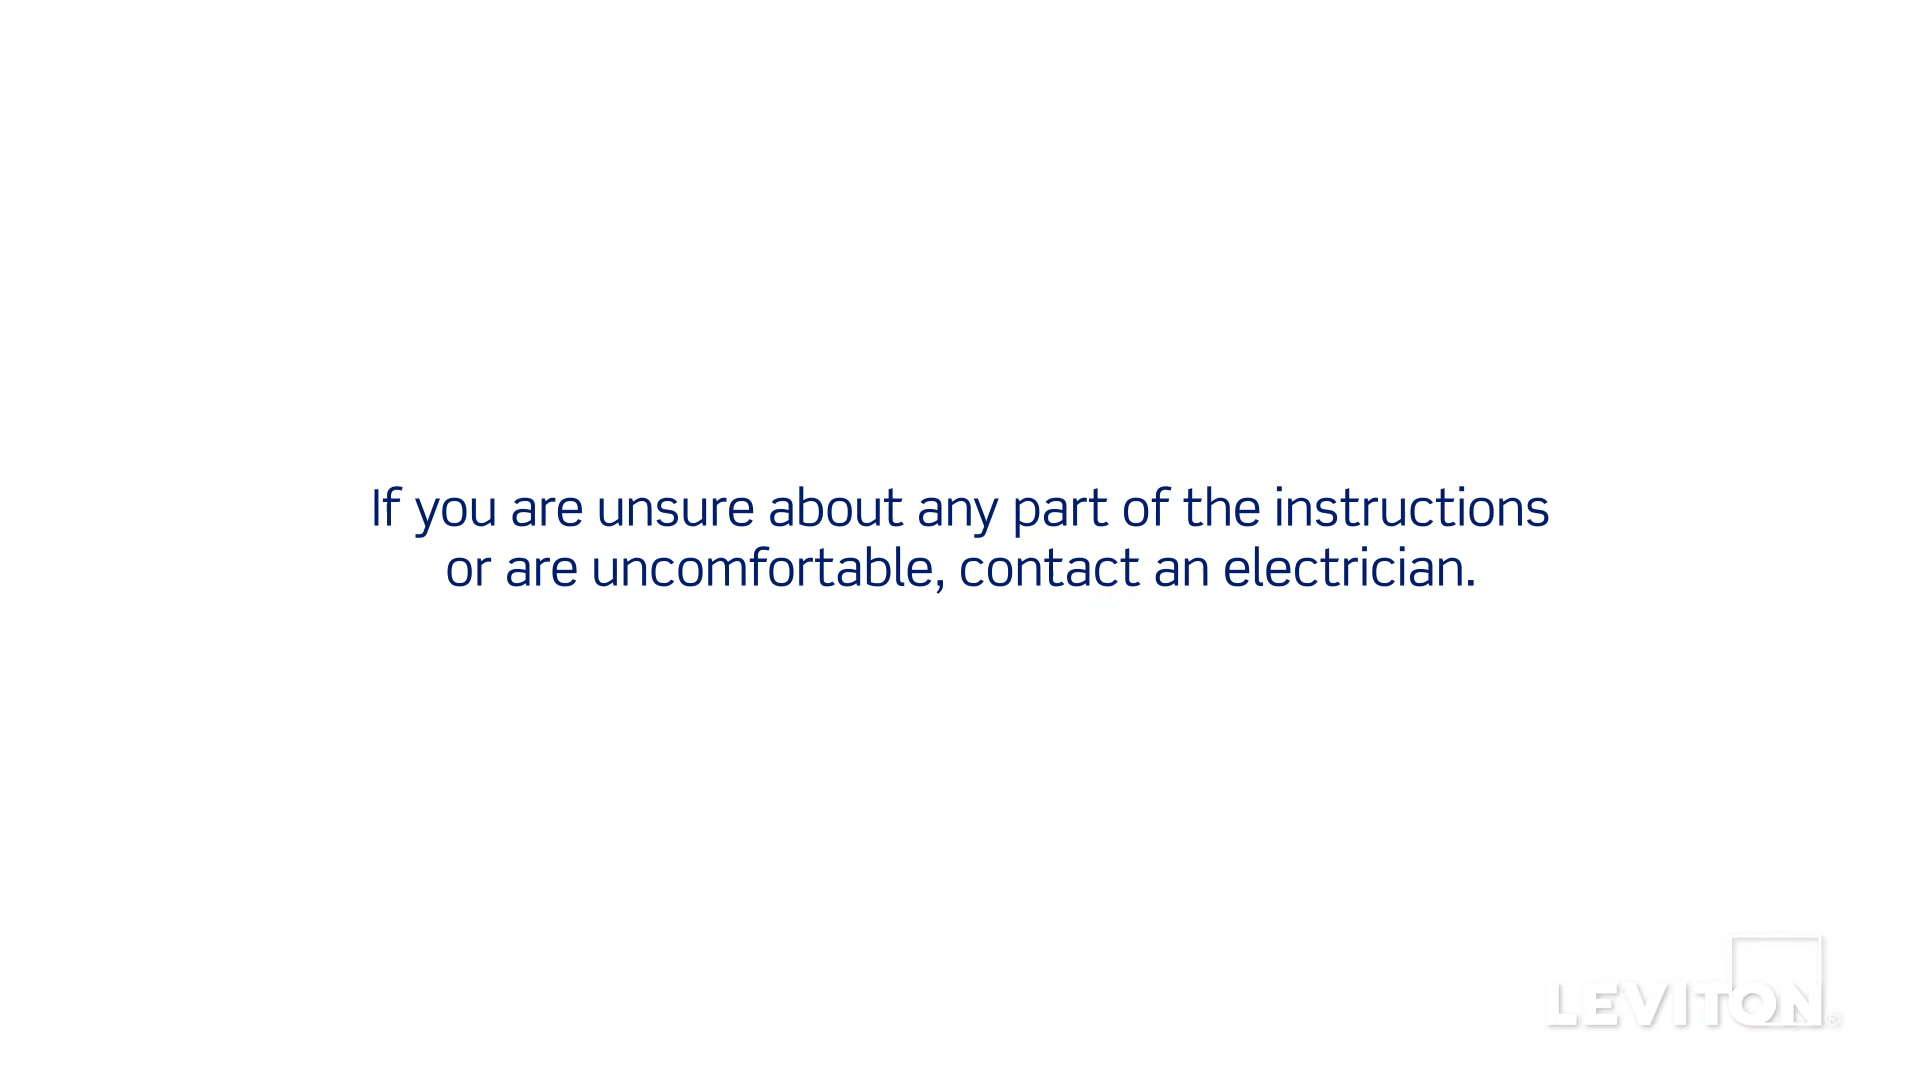 If you are unsure about any part of the instructions
or are uncomfortable, contact an electrician.
LEVITON®